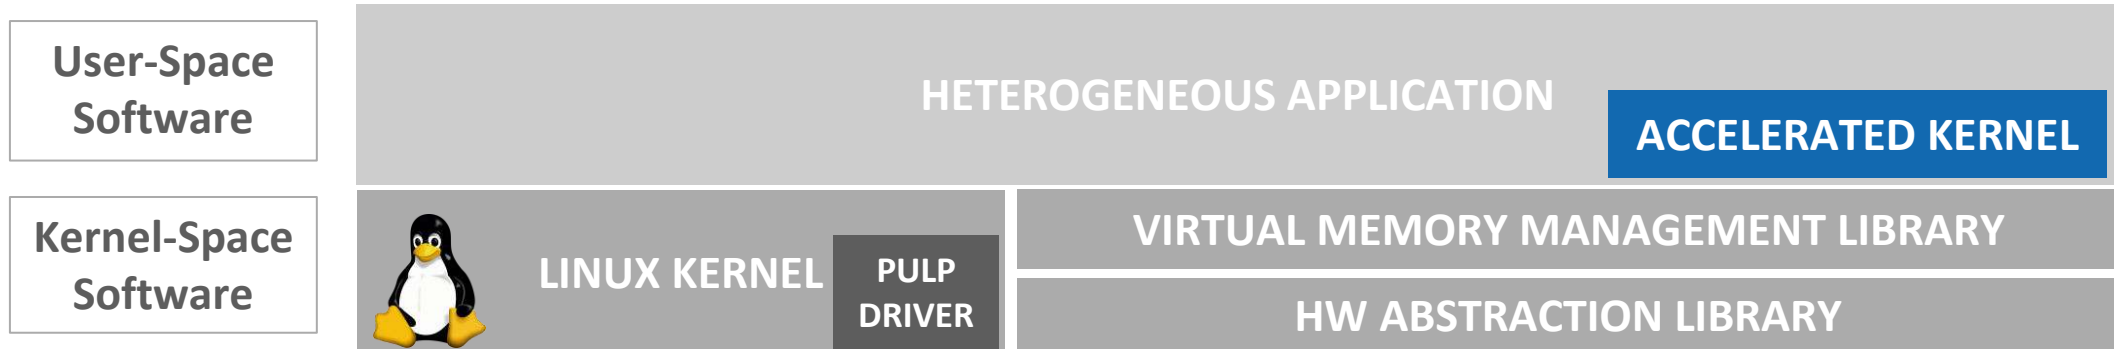 User-Space
Software
HETEROGENEOUS APPLICATION
ACCELERATED KERNEL
Kernel-Space
Software
LINUX KERNEL
PULP
DRIVER
VIRTUAL MEMORY MANAGEMENT LIBRARY
HW ABSTRACTION LIBRARY